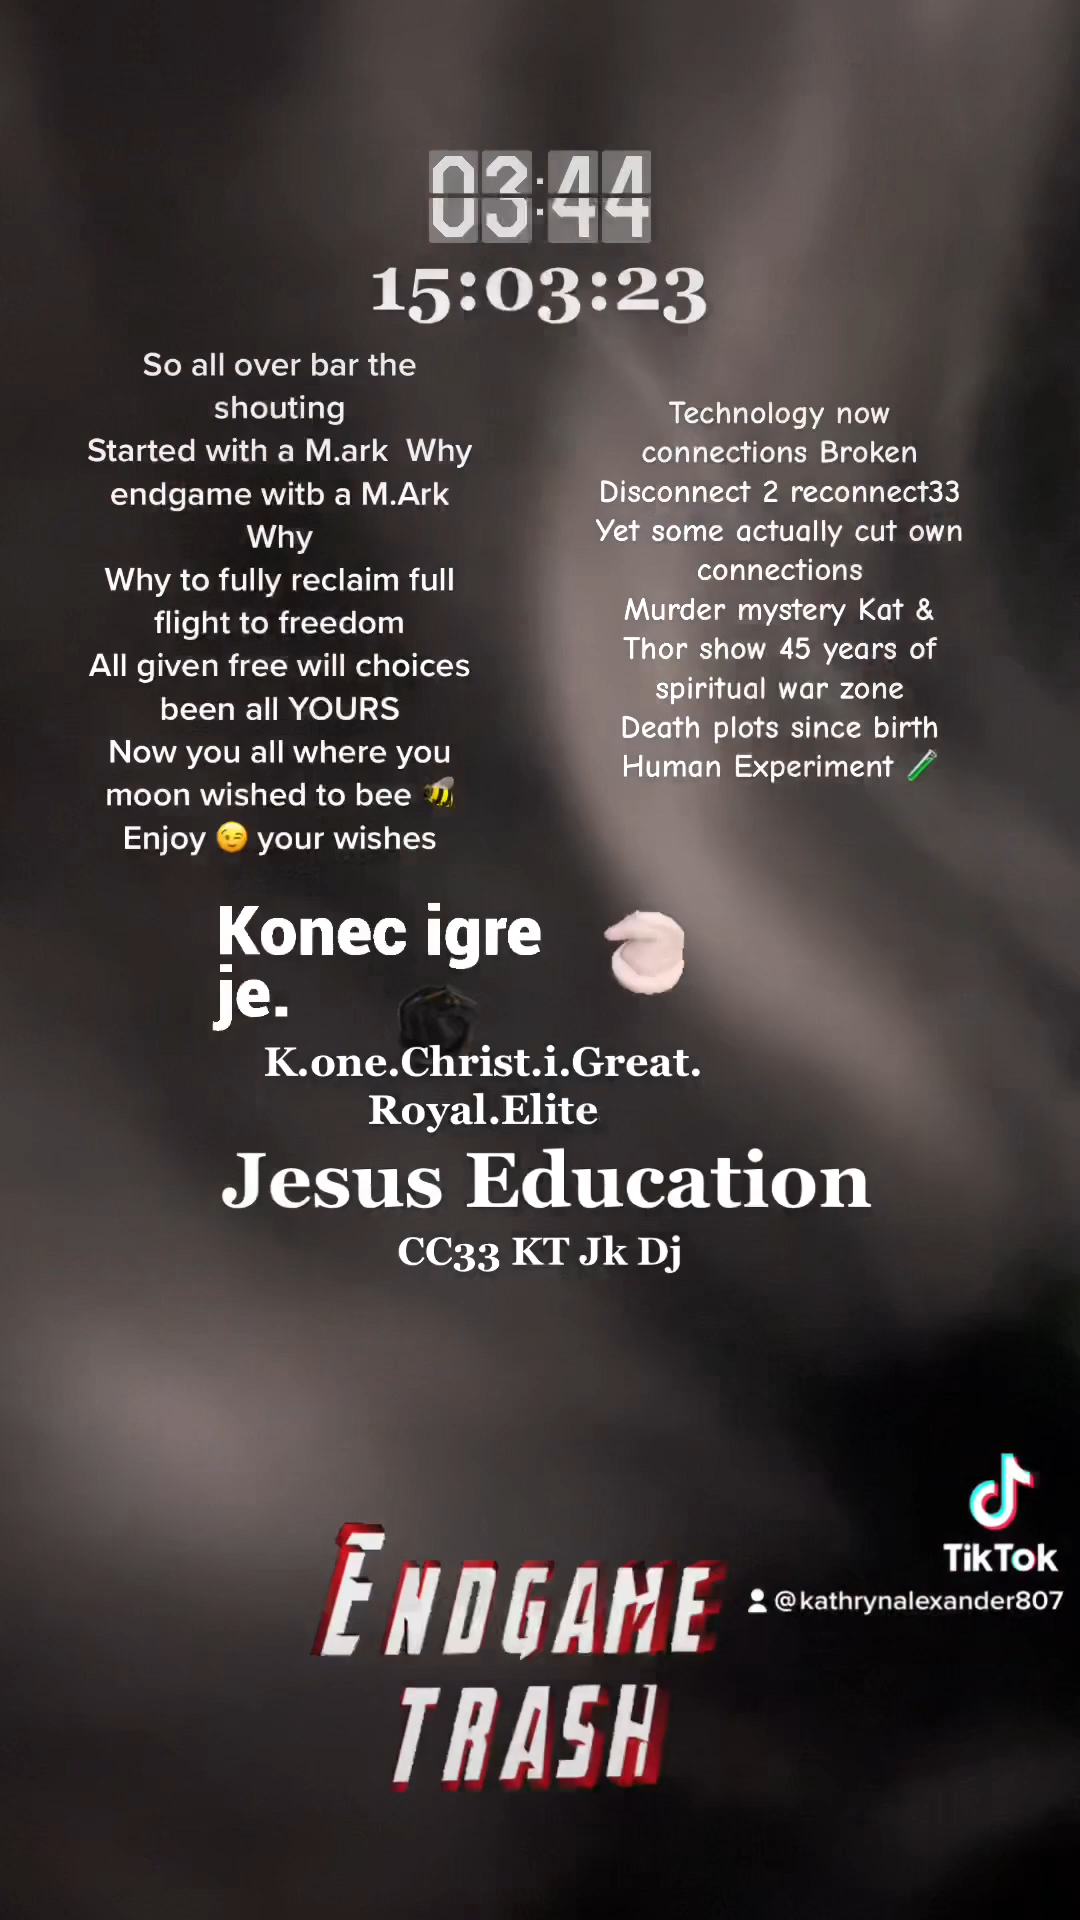 03:44
15:03:23
So all over bar the
shouting
Started with a M.ark  Why
endgame witb a M.Ark
Why
Why to fully reclaim full
flight to freedom
All given free will choices
been all YOURS
Now you all where you
moon wished to bee 🐝
Enjoy 😉 your wishes
Technology now
connections Broken
Disconnect 2 reconnect33
Yet some actually cut own
connections
Murder mystery Kat &
Thor show 45 years of
spiritual war zone
Death plots since birth
Human Experiment 🧪
Konec igre
je.
K.one.Christ.i.Great.
Royal.Elite
Jesus Education
CC33 KT Jk Dj
TikTok
@kathrynalexander807
ENDGAME
TRASH